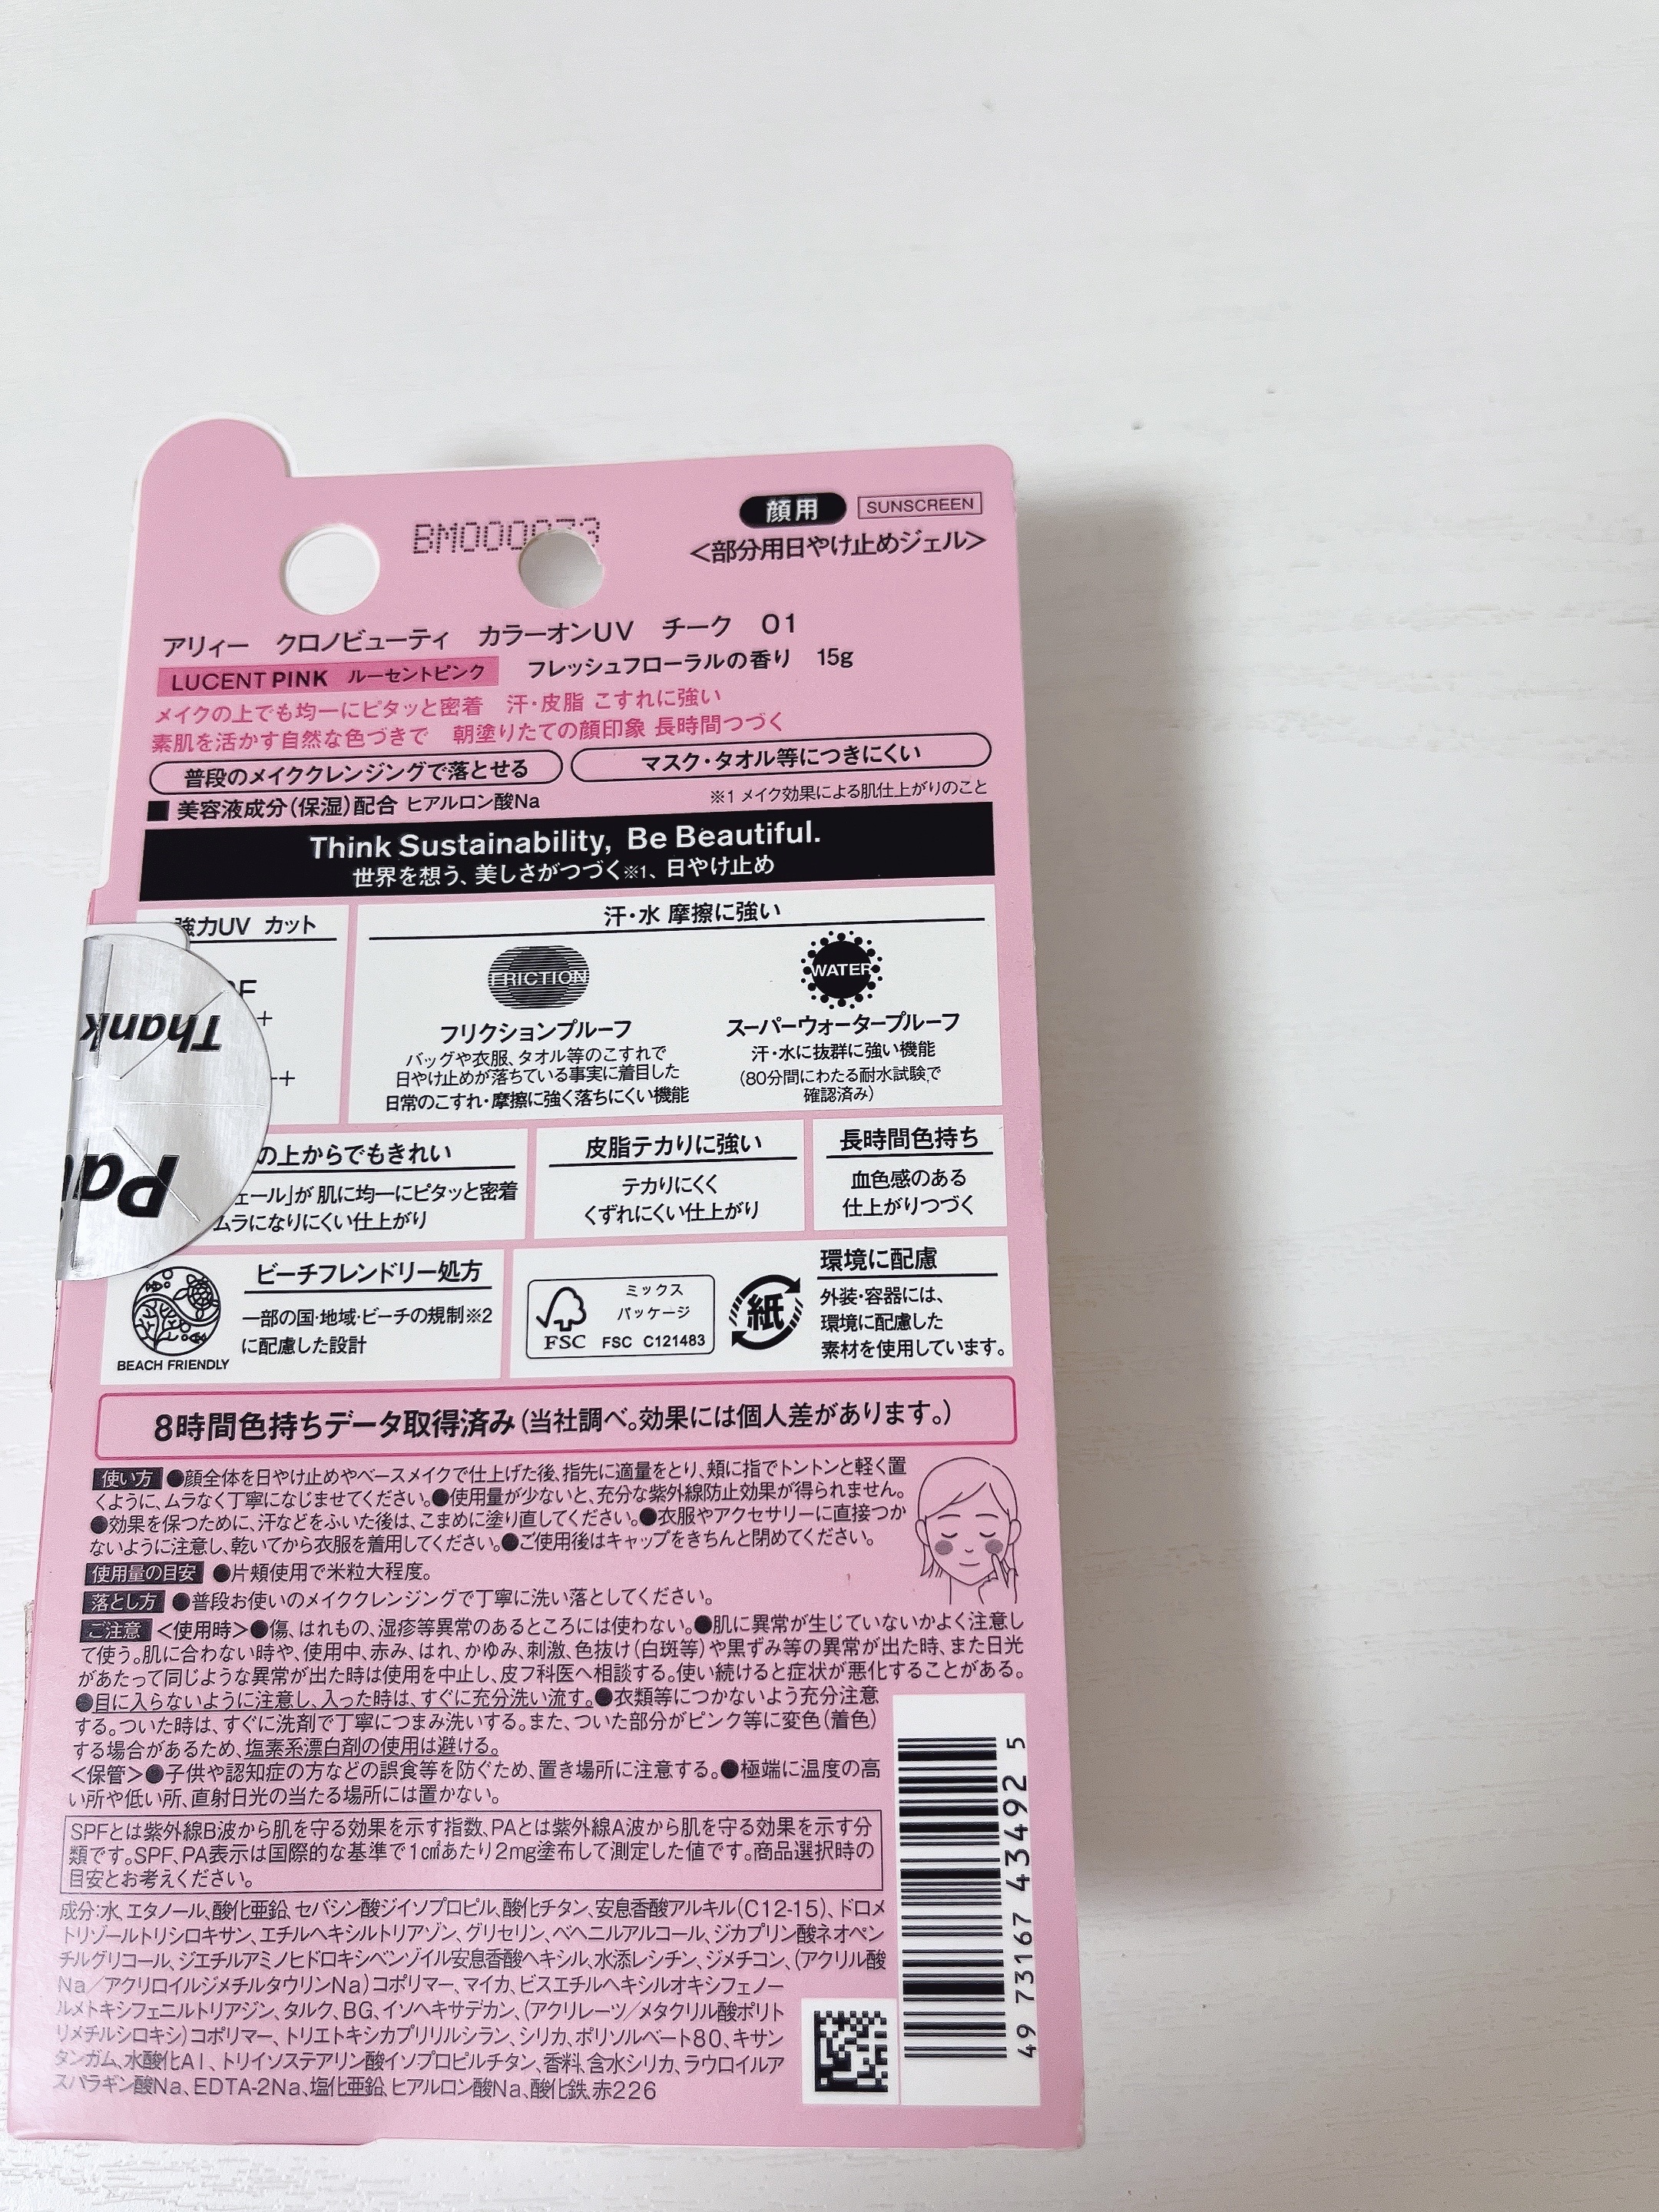 顔用 SUNSCREEN
<部分用日やけ止めジェル>
アリィー クロノビューティ カラーオンUV チーク 01
LUCENT PINK ルーセントピンク フレッシュフローラルの香り 15g
メイクの上でも均一にピタッと密着 汗・皮脂 こすれに強い
素肌を活かす自然な色づきで 朝塗りたての顔印象 長時間つづく
普段のメイククレンジングで落とせる マスク・タオル等につきにくい
■ 美容液成分(保湿)配合 ヒアルロン酸Na ※1 メイク効果による肌仕上がりのこと
Think Sustainability, Be Beautiful.
世界を想う、美しさがつづく※1、日やけ止め
強力UV カット
汗・水 摩擦に強い
FRICTION
フリクションプルーフ
バッグや衣服、タオル等のこすれで
日やけ止めが落ちている事実に着目した
日常のこすれ・摩擦に強く落ちにくい機能
WATER
スーパーウォータープルーフ
汗・水に抜群に強い機能
(80分間にわたる耐水試験で
確認済み)
Thank
の上からでもきれい
ェール」が 肌に均一にピタッと密着
ムラになりにくい仕上がり
皮脂テカリに強い
テカりにくく
くずれにくい仕上がり
長時間色持ち
血色感のある
仕上がりつづく
BEACH FRIENDLY
ビーチフレンドリー処方
一部の国・地域・ビーチの規制※2
に配慮した設計
FSC
ミックス
パッケージ
FSC C121483
紙
環境に配慮
外装・容器には、
環境に配慮した
素材を使用しています。
8時間色持ちデータ取得済み(当社調べ。効果には個人差があります。)
使い方 ●顔全体を日やけ止めやベースメイクで仕上げた後、指先に適量をとり、頬に指でトントンと軽く置
くように、ムラなく丁寧になじませてください。●使用量が少ないと、充分な紫外線防止効果が得られません。
●効果を保つために、汗などをふいた後は、こまめに塗り直してください。●衣服やアクセサリーに直接つか
ないように注意し、乾いてから衣服を着用してください。●ご使用後はキャップをきちんと閉めてください。
使用量の目安 ●片頬使用で米粒大程度。
落とし方 ●普段お使いのメイククレンジングで丁寧に洗い落としてください。
ご注意 <使用時>●傷、はれもの、湿疹等異常のあるところには使わない。●肌に異常が生じていないかよく注意し
て使う。肌に合わない時や、使用中、赤み、はれ、かゆみ、刺激、色抜け(白斑等)や黒ずみ等の異常が出た時、また日光
があたって同じような異常が出た時は使用を中止し、皮フ科医へ相談する。使い続けると症状が悪化することがある。
●目に入らないように注意し、入った時は、すぐに充分洗い流す。●衣類等につかないよう充分注意
する。ついた時は、すぐに洗剤で丁寧につまみ洗いする。また、ついた部分がピンク等に変色(着色)
する場合があるため、塩素系漂白剤の使用は避ける。
<保管>●子供や認知症の方などの誤食等を防ぐため、置き場所に注意する。●極端に温度の高
い所や低い所、直射日光の当たる場所には置かない。
SPFとは紫外線B波から肌を守る効果を示す指数、PAとは紫外線A波から肌を守る効果を示す分
類です。SPF、PA表示は国際的な基準で1㎠あたり2mg塗布して測定した値です。商品選択時の
目安とお考えください。
成分:水、エタノール、酸化亜鉛、セバシン酸ジイソプロピル、酸化チタン、安息香酸アルキル(C12-15)、ドロメ
トリゾールトリシロキサン、エチルヘキシルトリアゾン、グリセリン、ベヘニルアルコール、ジカプリン酸ネオペン
チルグリコール、ジエチルアミノヒドロキシベンゾイル安息香酸ヘキシル、水添レシチン、ジメチコン、(アクリル酸
Na/アクリロイルジメチルタウリンNa)コポリマー、マイカ、ビスエチルヘキシルオキシフェノー
ルメトキシフェニルトリアジン、タルク、BG、イソヘキサデカン、(アクリレーツ/メタクリル酸ポリト
リメチルシロキシ)コポリマー、トリエトキシカプリリルシラン、シリカ、ポリソルベート80、キサン
タンガム、水酸化Al、トリイソステアリン酸イソプロピルチタン、香料、含水シリカ、ラウロイルア
スパラギン酸Na、EDTA-2Na、塩化亜鉛、ヒアルロン酸Na、酸化鉄、赤226
49 73167 43492 5